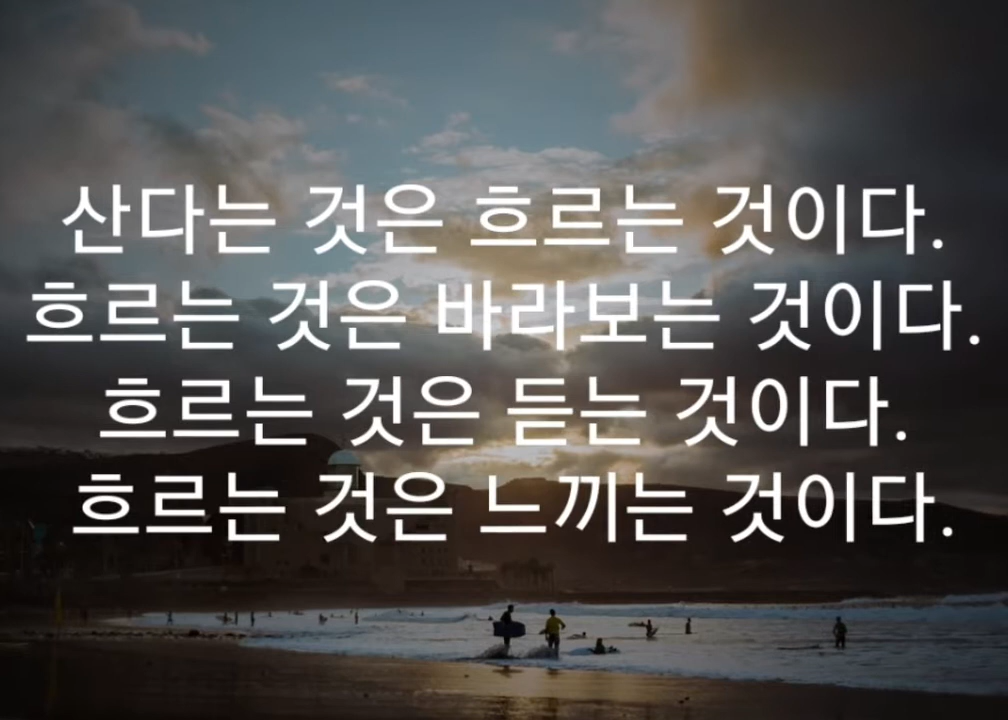 산다는 것은 흐르는 것이다.
흐르는 것은 바라보는 것이다.
흐르는 것은 듣는 것이다.
흐르는 것은 느끼는 것이다.